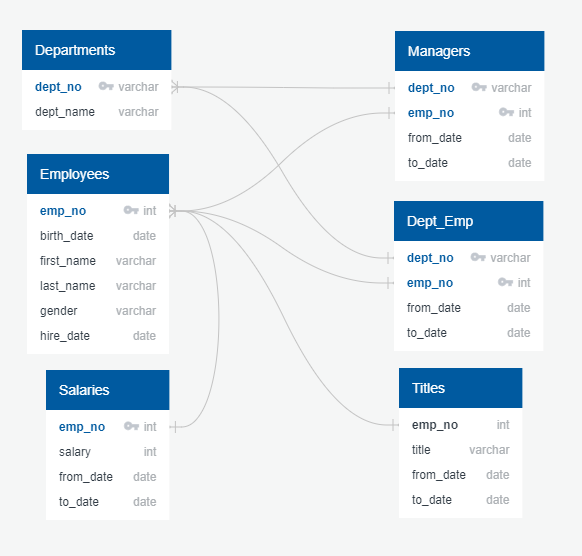 Departments
dept_no varchar
dept_name varchar
Employees
emp_no int
birth_date date
first_name varchar
last_name varchar
gender varchar
hire_date date
Salaries
emp_no int
salary int
from_date date
to_date date
Managers
dept_no varchar
emp_no int
from_date date
to_date date
Dept_Emp
dept_no varchar
emp_no int
from_date date
to_date date
Titles
emp_no int
title varchar
from_date date
to_date date